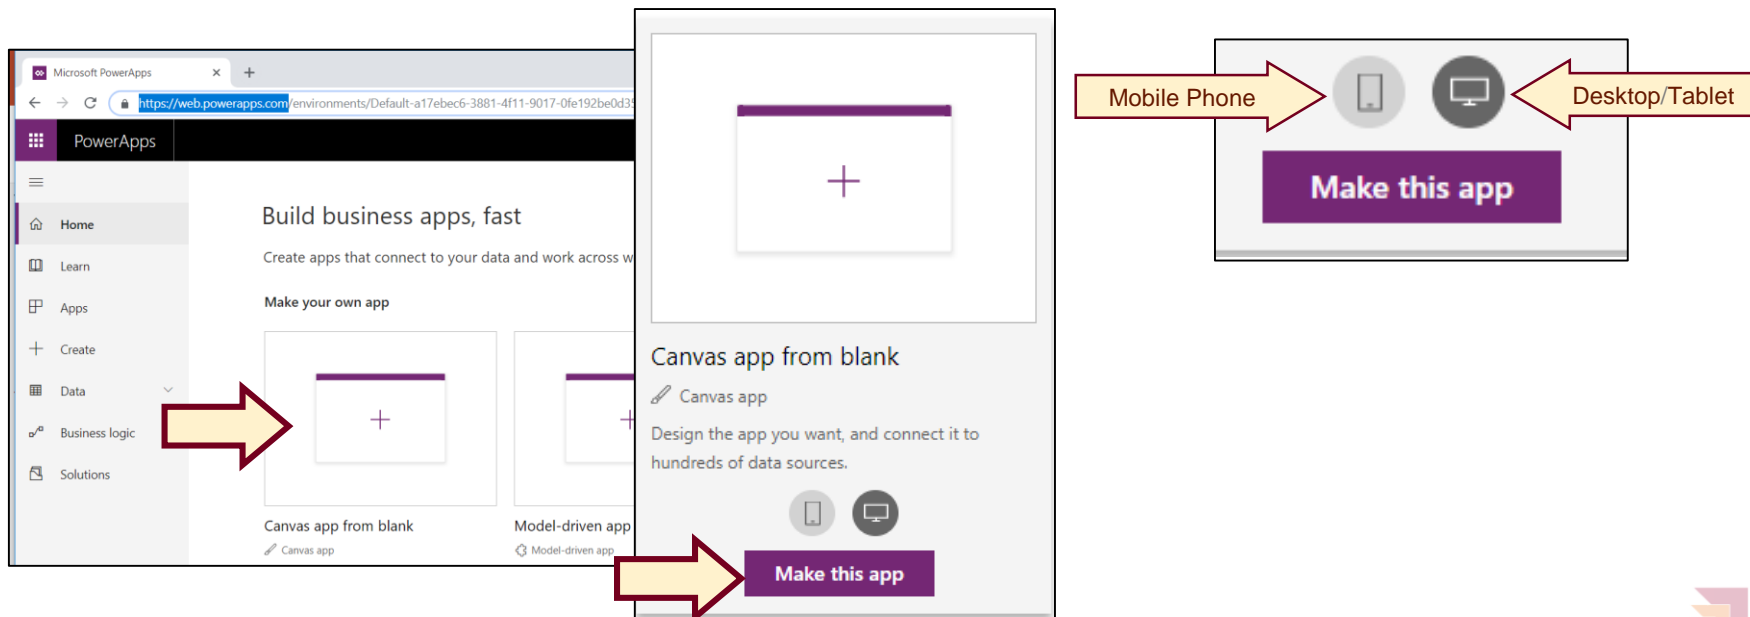 Microsoft PowerApps
https://web.powerapps.com/environments/Default-a17ebec6-3881-4f11-9017-0fe192be0d35
PowerApps
Home
Learn
Apps
Create
Data
Business logic
Solutions
Build business apps, fast
Create apps that connect to your data and work across w
Make your own app
Canvas app from blank
Canvas app
Model-driven app
Model-driven app
Canvas app from blank
Canvas app
Design the app you want, and connect it to
hundreds of data sources.
Make this app
Mobile Phone
Desktop/Tablet
Make this app